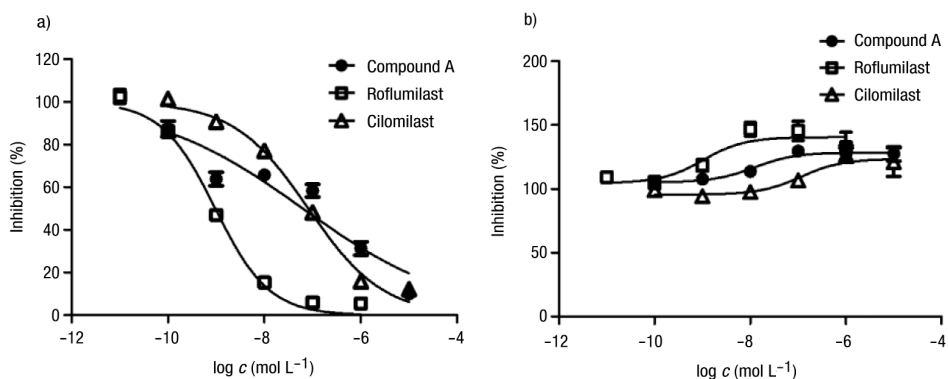 a)
Compound A
Roflumilast
Cilomilast
Inhibition (%)
120
100
80
60
40
20
0
−12
−10
−8
−6
−4
log c (mol L−1)
b)
Compound A
Roflumilast
Cilomilast
Inhibition (%)
200
150
100
50
0
−12
−10
−8
−6
−4
log c (mol L−1)